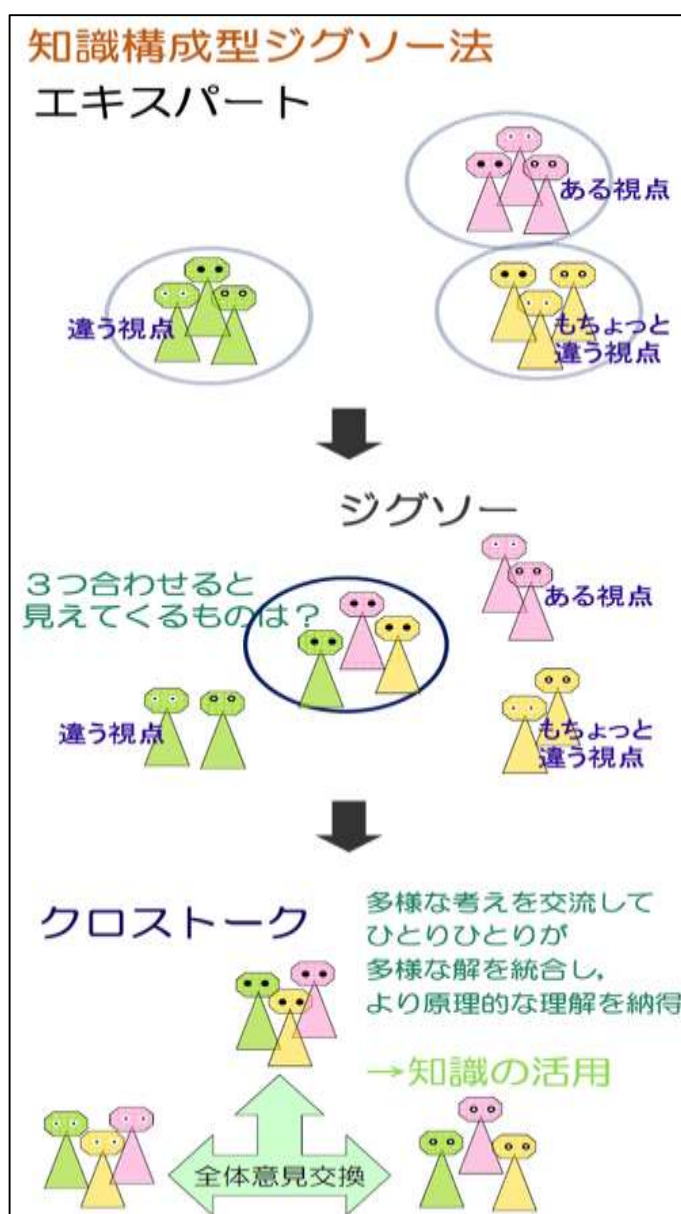 知識構成型ジグソー法
エキスパート
ある視点
違う視点
もちょっと
違う視点
ジグソー
3つ合わせると
見えてくるものは?
ある視点
違う視点
もちょっと
違う視点
クロストーク
多様な考えを交流して
ひとりひとりが
多様な解を統合し,
より原理的な理解を納得
→知識の活用
全体意見交換